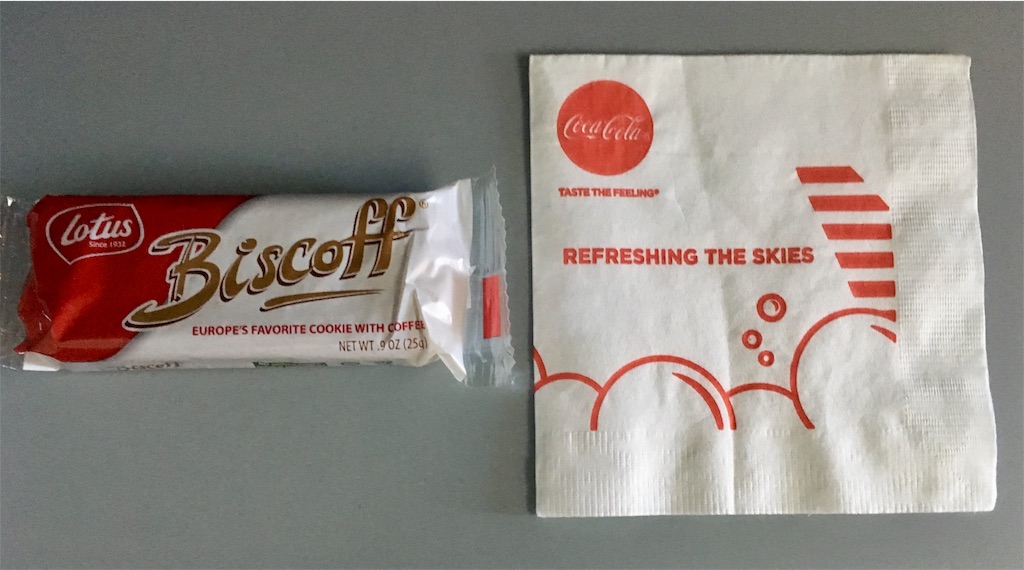 Lotus
Since 1932
Biscoff®
EUROPE'S FAVORITE COOKIE WITH COFFEE
NET WT .9 OZ (25g)
Biscoff
Coca-Cola
TASTE THE FEELING®
REFRESHING THE SKIES